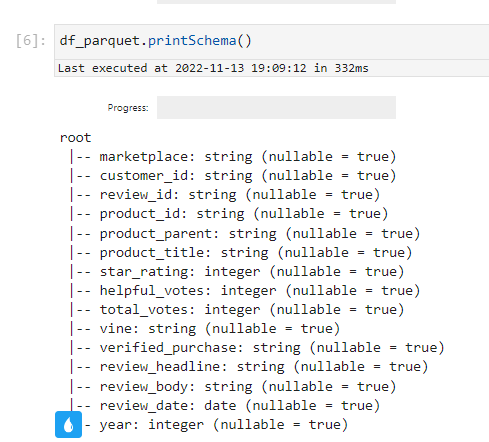 [6]: df_parquet.printSchema()
Last executed at 2022-11-13 19:09:12 in 332ms
Progress:
root
|-- marketplace: string (nullable = true)
|-- customer_id: string (nullable = true)
|-- review_id: string (nullable = true)
|-- product_id: string (nullable = true)
|-- product_parent: string (nullable = true)
|-- product_title: string (nullable = true)
|-- star_rating: integer (nullable = true)
|-- helpful_votes: integer (nullable = true)
|-- total_votes: integer (nullable = true)
|-- vine: string (nullable = true)
|-- verified_purchase: string (nullable = true)
|-- review_headline: string (nullable = true)
|-- review_body: string (nullable = true)
|-- review_date: date (nullable = true)
- year: integer (nullable = true)